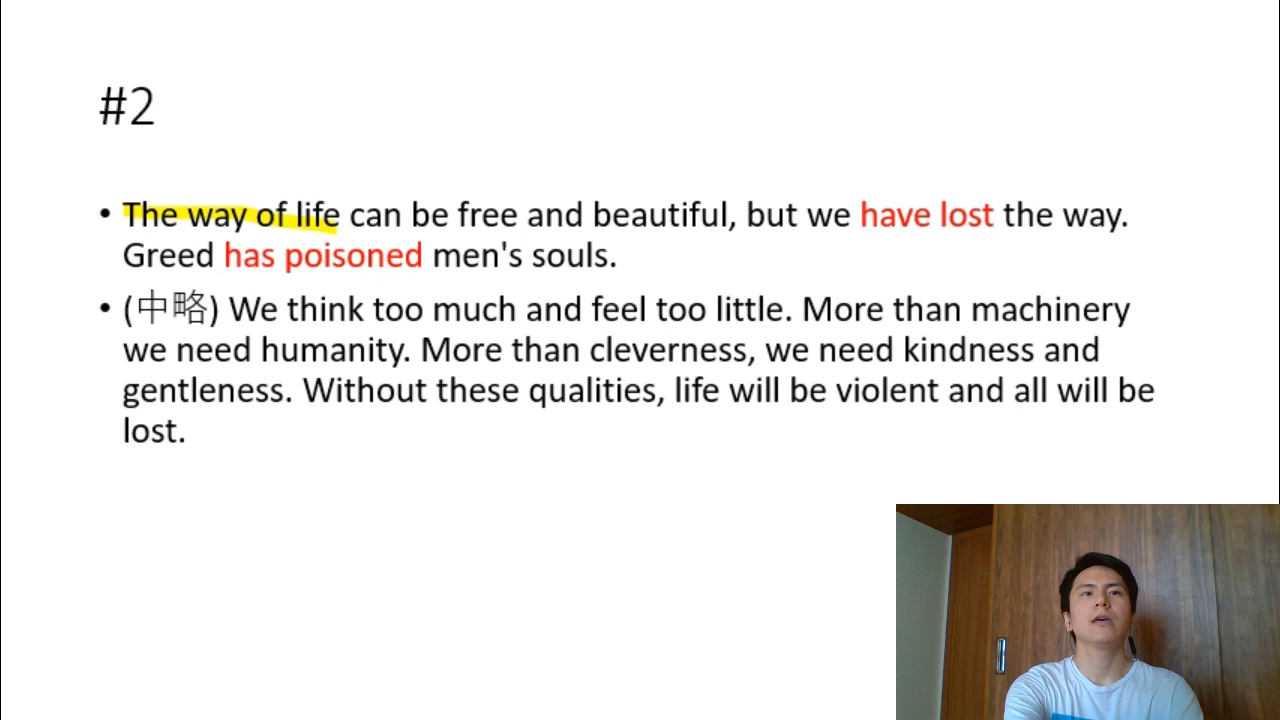 #2
• The way of life can be free and beautiful, but we have lost the way.
Greed has poisoned men's souls.
• (中略) We think too much and feel too little. More than machinery
we need humanity. More than cleverness, we need kindness and
gentleness. Without these qualities, life will be violent and all will be
lost.